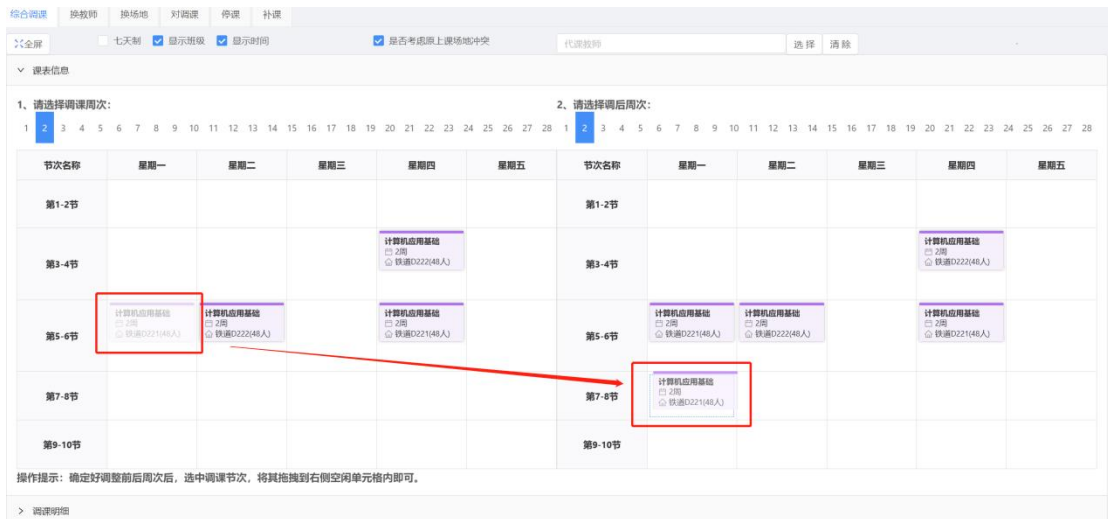 综合调课 换教师 换场地 对调课 停课 补课
全屏 七天制 显示班级 显示时间 是否考虑原上课场地冲突 代课教师 选择 清除
课表信息
1、请选择调课周次: 2、请选择调后周次:
1 2 3 4 5 6 7 8 9 10 11 12 13 14 15 16 17 18 19 20 21 22 23 24 25 26 27 28 1 2 3 4 5 6 7 8 9 10 11 12 13 14 15 16 17 18 19 20 21 22 23 24 25 26 27 28
节次名称 星期一 星期二 星期三 星期四 星期五 节次名称 星期一 星期二 星期三 星期四 星期五
第1-2节 第1-2节
计算机应用基础 计算机应用基础
2周 2周
第3-4节 铁道D222(48人) 第3-4节 铁道D222(48人)
计算机应用基础 计算机应用基础 计算机应用基础 计算机应用基础 计算机应用基础 计算机应用基础
2周 2周 2周 2周 2周 2周
第5-6节 铁道D221(48人) 铁道D222(48人) 铁道D221(48人) 第5-6节 铁道D221(48人) 铁道D222(48人) 铁道D221(48人)
计算机应用基础
2周
第7-8节 第7-8节 铁道D221(48人)
第9-10节 第9-10节
操作提示：确定好调整前后周次后，选中调课节次，将其拖拽到右侧空闲单元格内即可。
调课明细